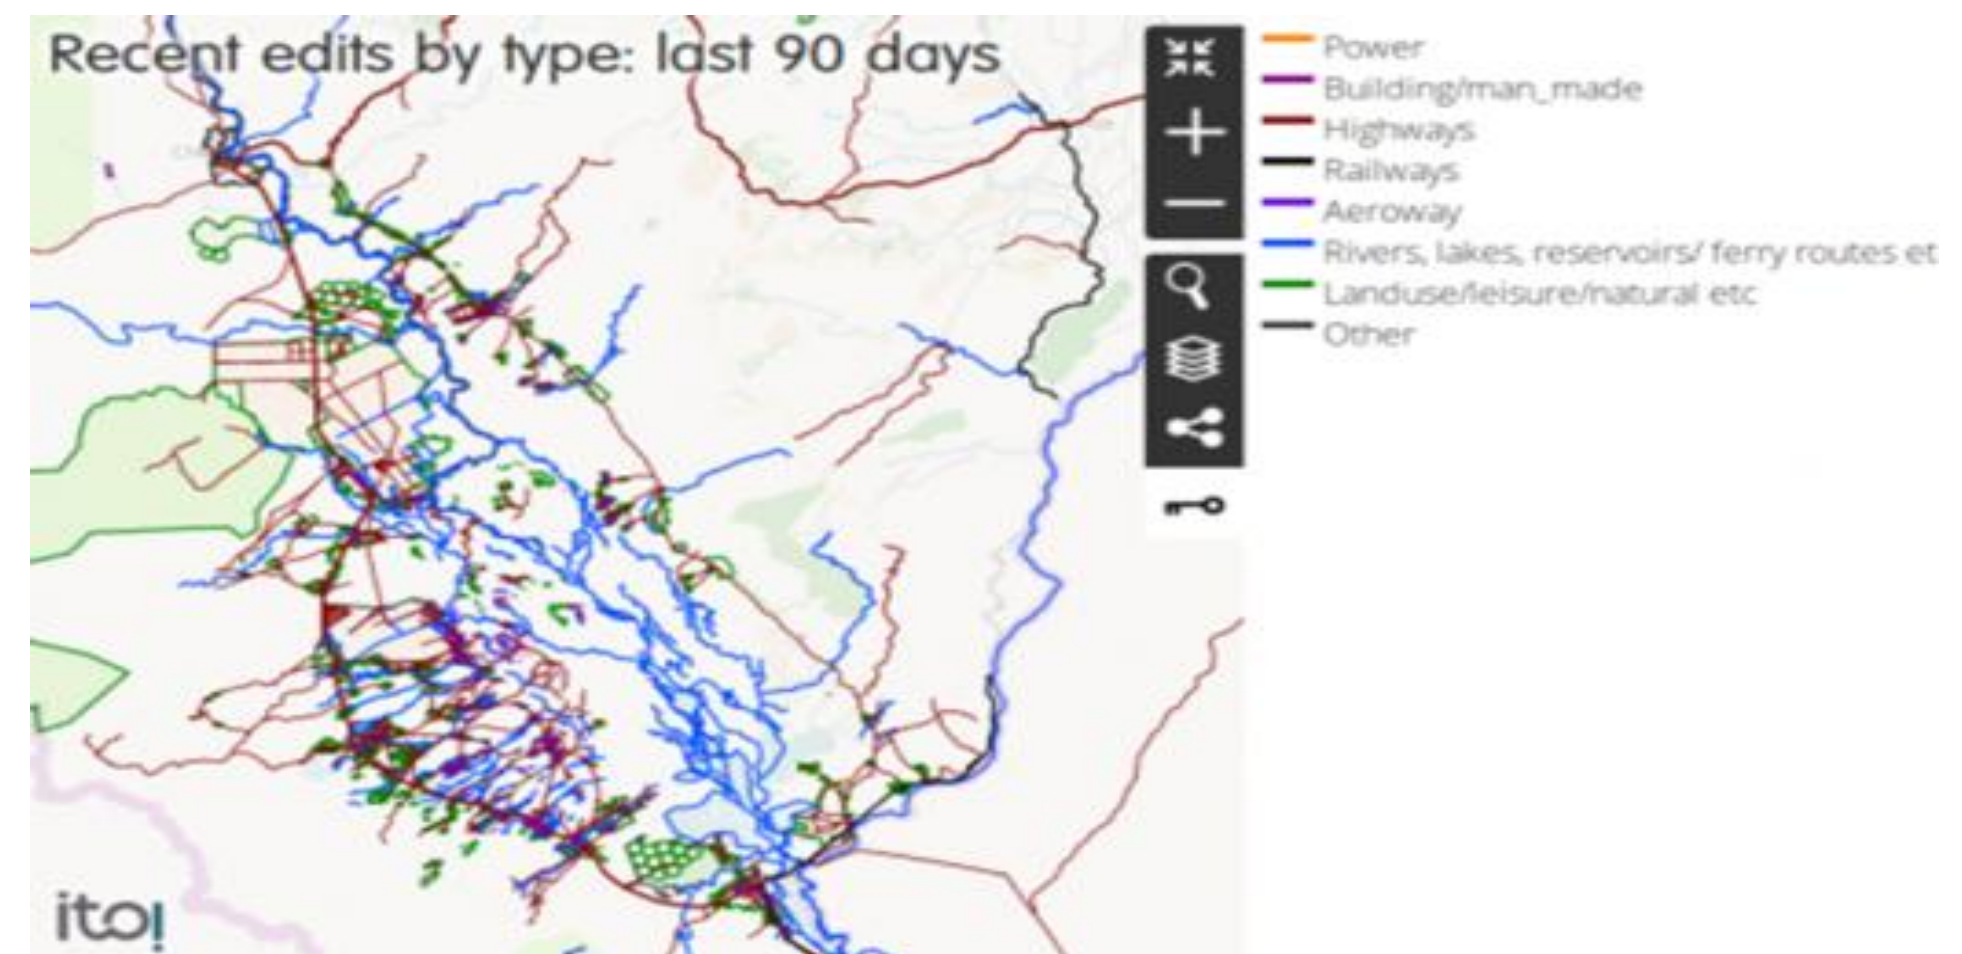 Recent edits by type: last 90 days
Power
Building/man_made
Highways
Railways
Aeroway
Rivers, lakes, reservoirs/ ferry routes et
Landuse/leisure/natural etc
Other
ito!